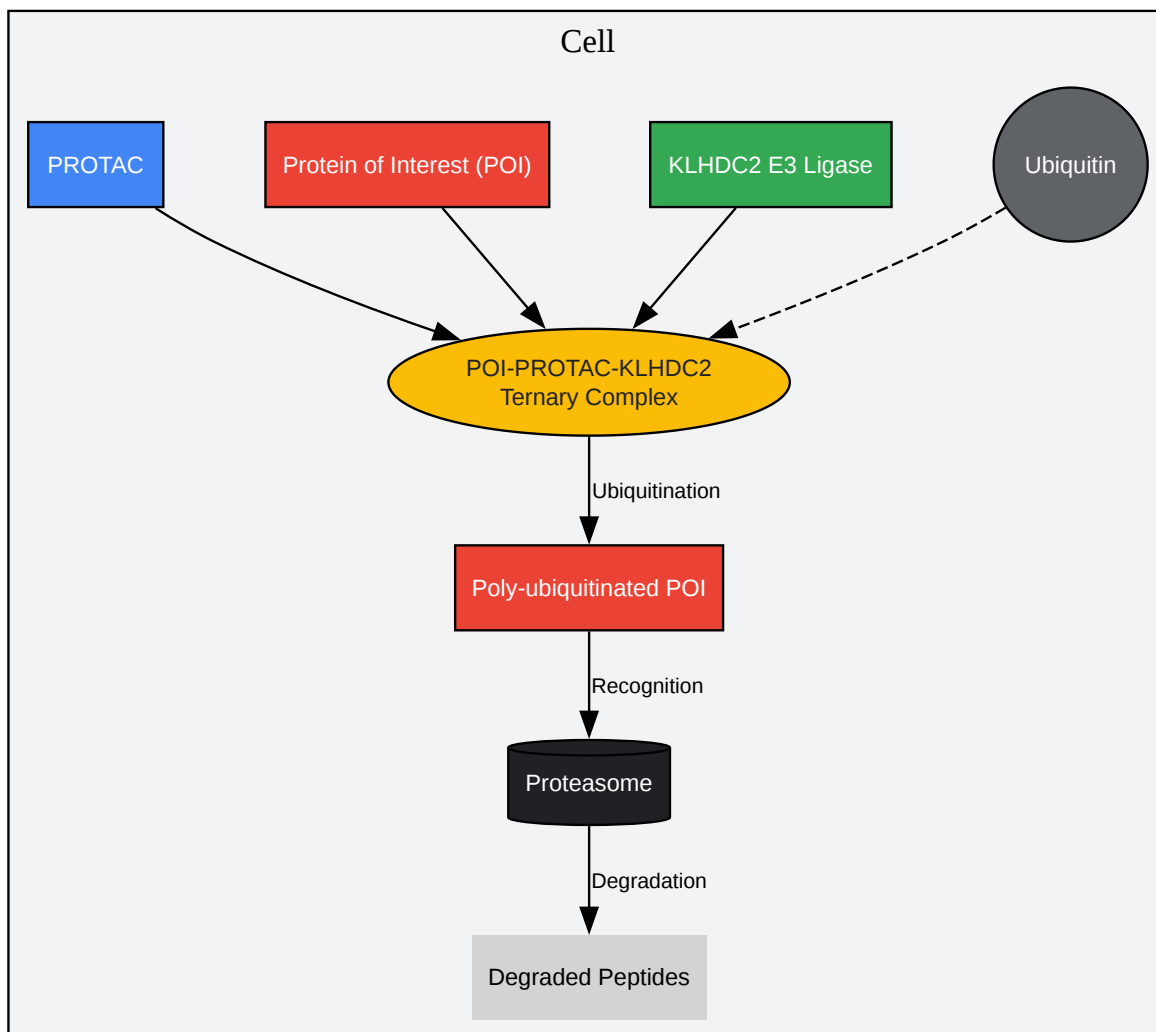 Cell
PROTAC
Protein of Interest (POI)
KLHDC2 E3 Ligase
Ubiquitin
POI-PROTAC-KLHDC2
Ternary Complex
Ubiquitination
Poly-ubiquitinated POI
Recognition
Proteasome
Degradation
Degraded Peptides